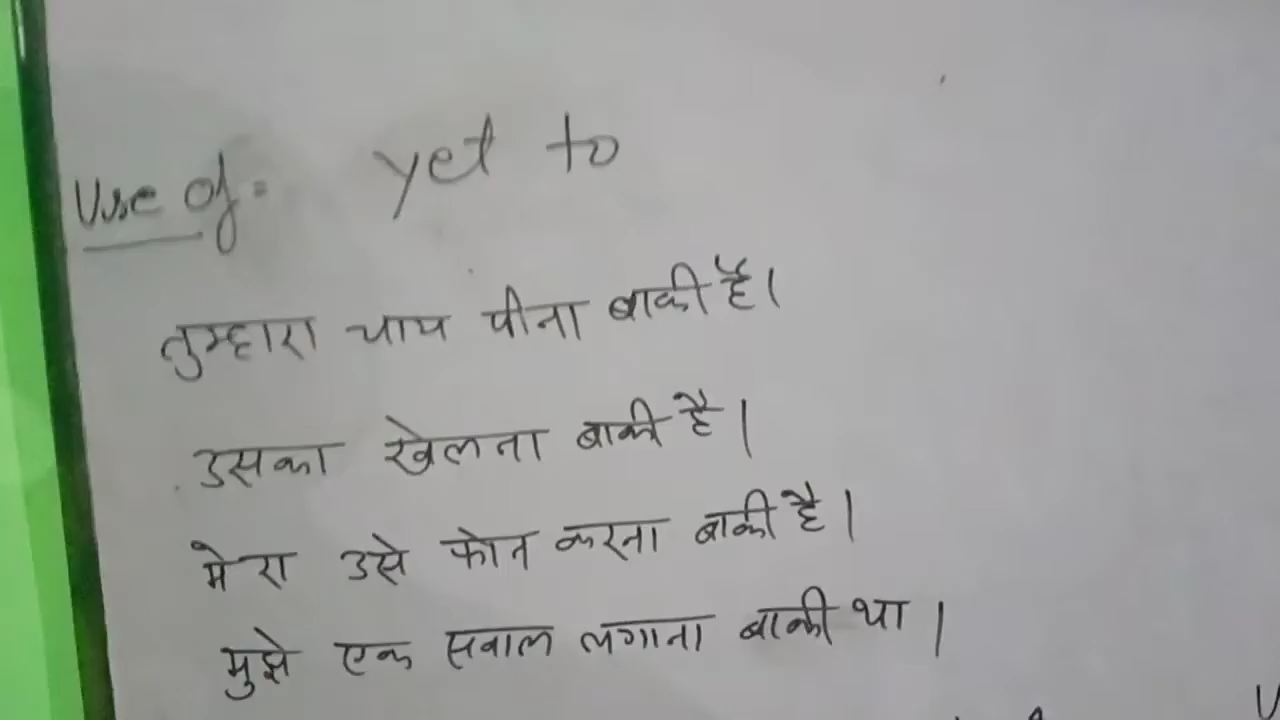 Use of: yet to
तुम्हारा चाय पीना बाकी है।
उसका खेलना बाकी है।
मेरा उसे फोन करना बाकी है।
मुझे एक सवाल लगाना बाकी था।